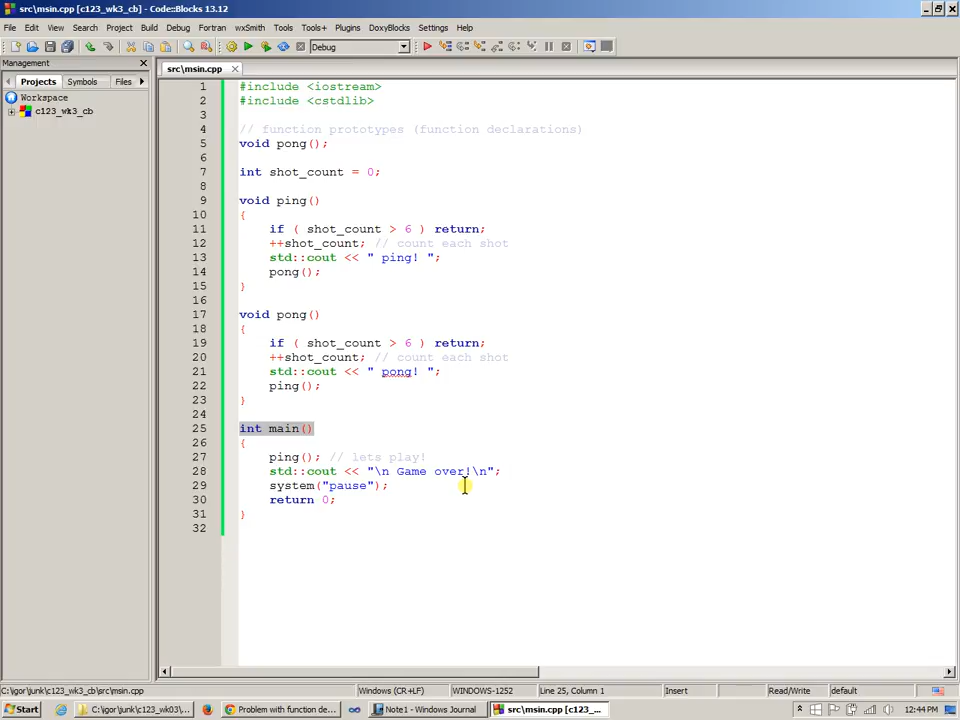 src\msin.cpp [c123_wk3_cb] - Code::Blocks 13.12
File Edit View Search Project Build Debug Fortran wxSmith Tools Tools+ Plugins DoxyBlocks Settings Help
Debug
Management
src\msin.cpp
Projects Symbols Files
Workspace
c123_wk3_cb
1 #include <iostream>
2 #include <cstdlib>
3
4 // function prototypes (function declarations)
5 void pong();
6
7 int shot_count = 0;
8
9 void ping()
10 {
11 if ( shot_count > 6 ) return;
12 ++shot_count; // count each shot
13 std::cout << " ping! ";
14 pong();
15 }
16
17 void pong()
18 {
19 if ( shot_count > 6 ) return;
20 ++shot_count; // count each shot
21 std::cout << " pong! ";
22 ping();
23 }
24
25 int main()
26 {
27 ping(); // lets play!
28 std::cout << "\n Game over!\n";
29 system("pause");
30 return 0;
31 }
32
C:\igor\junk\c123_wk3_cb\src\msin.cpp Windows (CR+LF) WINDOWS-1252 Line 25, Column 1 Insert Read/Write default
Start C:\igor\junk\c123_wk03\... Problem with function de... Note1 - Windows Journal src\msin.cpp [c123_... 12:44 PM